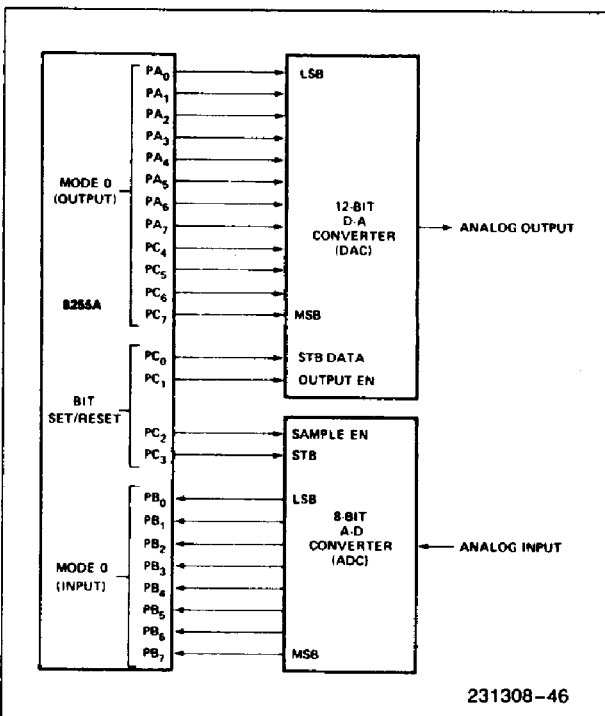 PA0
PA1
PA2
PA3
PA4
PA5
PA6
PA7
PC4
PC5
PC6
PC7
MODE 0
(OUTPUT)
8255A
PC0
PC1
PC2
PC3
BIT
SET/RESET
PB0
PB1
PB2
PB3
PB4
PB5
PB6
PB7
MODE 0
(INPUT)
LSB
12-BIT
D-A
CONVERTER
(DAC)
MSB
STB DATA
OUTPUT EN
ANALOG OUTPUT
SAMPLE EN
STB
LSB
8-BIT
A-D
CONVERTER
(ADC)
MSB
ANALOG INPUT
231308-46